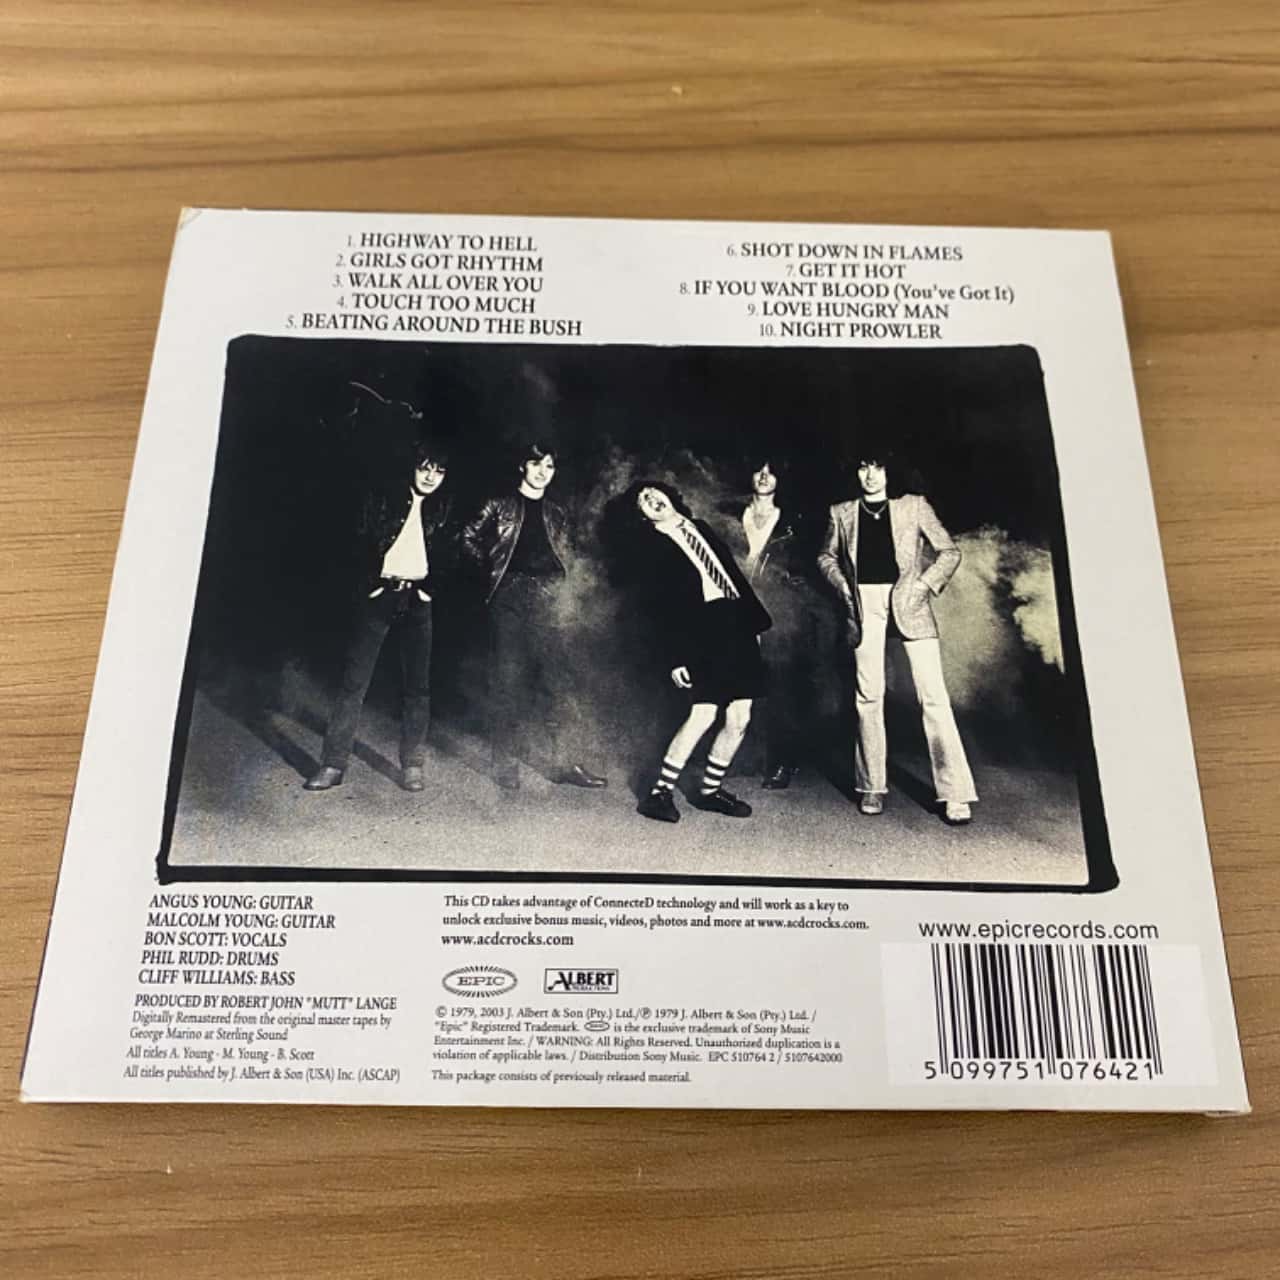 1. HIGHWAY TO HELL
2. GIRLS GOT RHYTHM
3. WALK ALL OVER YOU
4. TOUCH TOO MUCH
5. BEATING AROUND THE BUSH
6. SHOT DOWN IN FLAMES
7. GET IT HOT
8. IF YOU WANT BLOOD (You've Got It)
9. LOVE HUNGRY MAN
10. NIGHT PROWLER
ANGUS YOUNG: GUITAR
MALCOLM YOUNG: GUITAR
BON SCOTT: VOCALS
PHIL RUDD: DRUMS
CLIFF WILLIAMS: BASS
PRODUCED BY ROBERT JOHN "MUTT" LANGE
Digitally Remastered from the original master tapes by
George Marino at Sterling Sound
All titles A. Young - M. Young - B. Scott
All titles published by J. Albert & Son (USA) Inc. (ASCAP)
This CD takes advantage of ConnecteD technology and will work as a key to
unlock exclusive bonus music, videos, photos and more at www.acdcrocks.com.
www.acdcrocks.com
EPIC
ALBERT
PRODUCTIONS
© 1979, 2003 J. Albert & Son (Pty.) Ltd./℗ 1979 J. Albert & Son (Pty.) Ltd. /
"Epic" Registered Trademark. EPIC is the exclusive trademark of Sony Music
Entertainment Inc. / WARNING: All Rights Reserved. Unauthorized duplication is a
violation of applicable laws. / Distribution Sony Music. EPC 510764 2 / 5107642000
This package consists of previously released material.
www.epicrecords.com
5 099751 076421